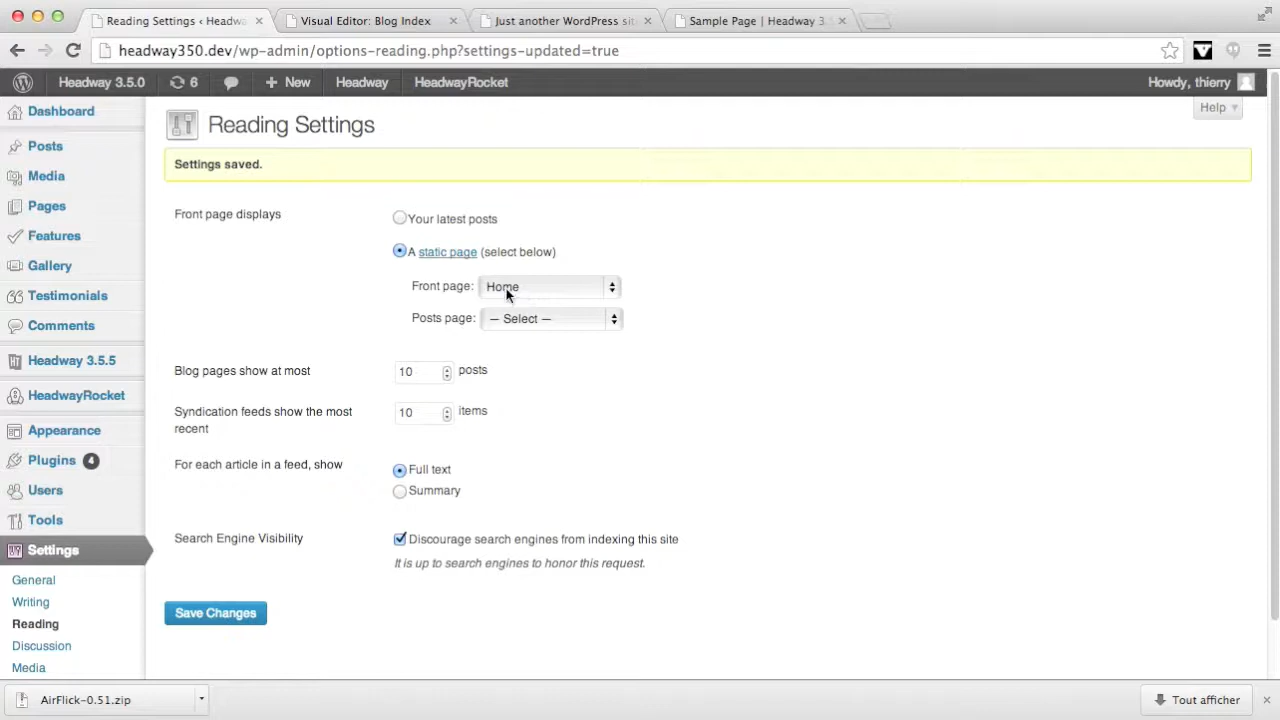 Reading Settings ‹ Headwa
Visual Editor: Blog Index
Just another WordPress sit
Sample Page | Headway 3.
headway350.dev/wp-admin/options-reading.php?settings-updated=true
Headway 3.5.0
6
New
Headway
HeadwayRocket
Howdy, thierry
Help
Dashboard
Posts
Media
Pages
Features
Gallery
Testimonials
Comments
Headway 3.5.5
HeadwayRocket
Appearance
Plugins 4
Users
Tools
Settings
General
Writing
Reading
Discussion
Media
Reading Settings
Settings saved.
Front page displays
Your latest posts
A static page (select below)
Front page: Home
Posts page: — Select —
Blog pages show at most 10 posts
Syndication feeds show the most
recent
10 items
For each article in a feed, show
Full text
Summary
Search Engine Visibility
Discourage search engines from indexing this site
It is up to search engines to honor this request.
Save Changes
AirFlick-0.51.zip
Tout afficher